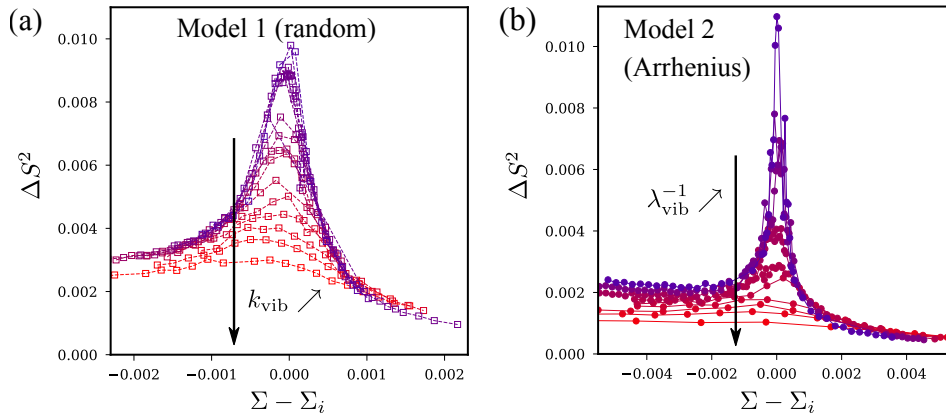 (a)
Model 1 (random)
0.010
0.008
0.006
0.004
0.002
0.000
ΔS²
k_vib ↗
−0.002
−0.001
0.000
0.001
0.002
Σ − Σ_i
(b)
Model 2
(Arrhenius)
0.010
0.008
0.006
0.004
0.002
0.000
ΔS²
λ_vib^−1 ↗
−0.004
−0.002
0.000
0.002
0.004
Σ − Σ_i